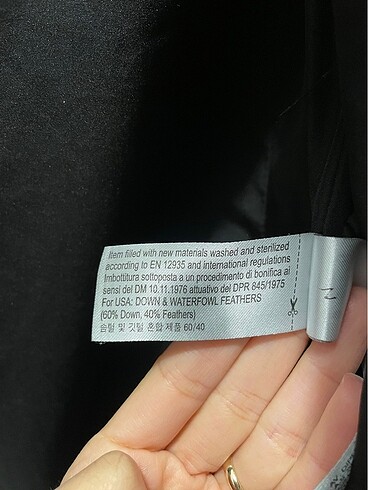 Item filled with new materials washed and sterilized
according to EN 12935 and international regulations
Imbottitura sottoposta a un procedimento di bonifica ai
sensi del DM 10.11.1976 attuativo del DPR 845/1975
For USA: DOWN & WATERFOWL FEATHERS
(60% Down, 40% Feathers)
솜털 및 깃털 혼합 제품 60/40